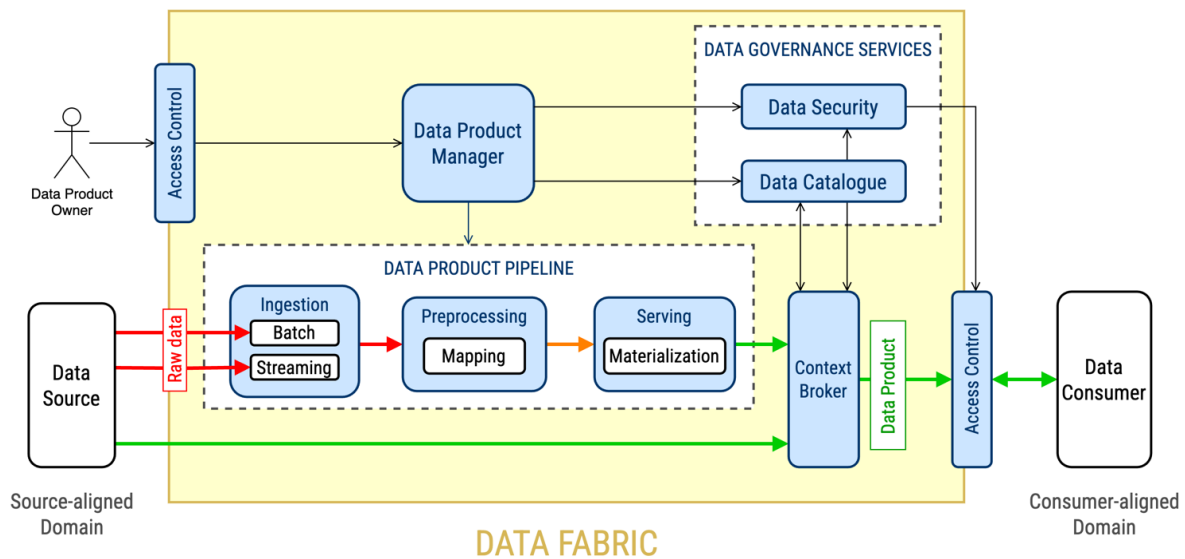 DATA GOVERNANCE SERVICES
Data Security
Data Catalogue
Access Control
Data Product
Manager
Data Product
Owner
DATA PRODUCT PIPELINE
Ingestion
Batch
Streaming
Preprocessing
Mapping
Serving
Materialization
Raw data
Data
Source
Context
Broker
Data Product
Access Control
Data
Consumer
Source-aligned
Domain
Consumer-aligned
Domain
DATA FABRIC